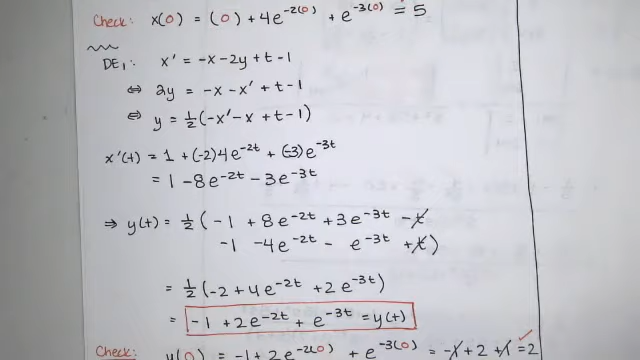 Check: x(0) = (0) + 4e^{-2(0)} + e^{-3(0)} = 5
DE₁: x' = -x - 2y + t - 1
⇔ 2y = -x - x' + t - 1
⇔ y = ½(-x' - x + t - 1)
x'(t) = 1 + (-2)4e^{-2t} + (-3)e^{-3t}
= 1 - 8e^{-2t} - 3e^{-3t}
⇒ y(t) = ½( -1 + 8e^{-2t} + 3e^{-3t} - t
-1 - 4e^{-2t} - e^{-3t} + t)
= ½(-2 + 4e^{-2t} + 2e^{-3t})
= -1 + 2e^{-2t} + e^{-3t} = y(t)
Check: y(0) = -1 + 2e^{-2(0)} + e^{-3(0)} = -1 + 2 + 1 = 2 ✓